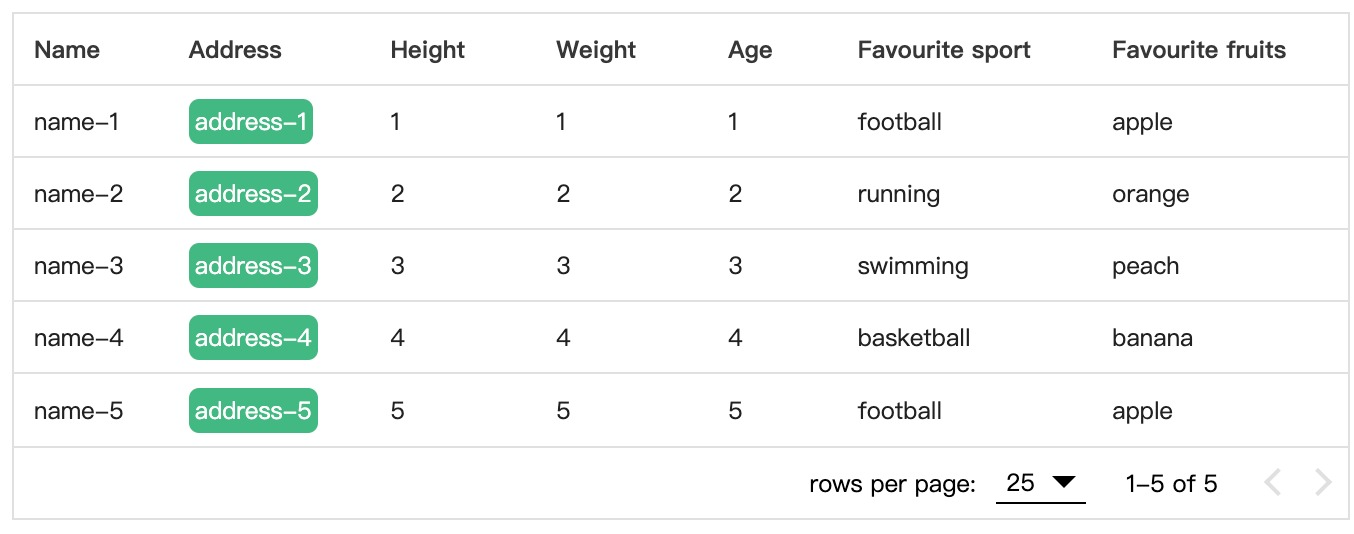 Name Address Height Weight Age Favourite sport Favourite fruits
name-1 address-1 1 1 1 football apple
name-2 address-2 2 2 2 running orange
name-3 address-3 3 3 3 swimming peach
name-4 address-4 4 4 4 basketball banana
name-5 address-5 5 5 5 football apple
rows per page: 25 1-5 of 5